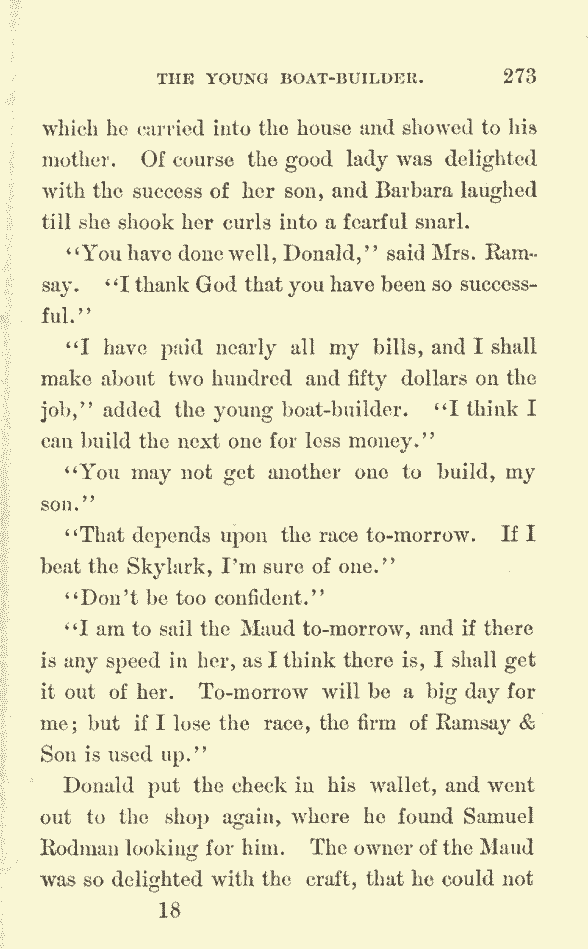 THE YOUNG BOAT-BUILDER. 273
which he carried into the house and showed to his
mother. Of course the good lady was delighted
with the success of her son, and Barbara laughed
till she shook her curls into a fearful snarl.
“You have done well, Donald,” said Mrs. Ram-
say. “I thank God that you have been so success-
ful.”
“I have paid nearly all my bills, and I shall
make about two hundred and fifty dollars on the
job,” added the young boat-builder. “I think I
can build the next one for less money.”
“You may not get another one to build, my
son.”
“That depends upon the race to-morrow. If I
beat the Skylark, I’m sure of one.”
“Don’t be too confident.”
“I am to sail the Maud to-morrow, and if there
is any speed in her, as I think there is, I shall get
it out of her. To-morrow will be a big day for
me; but if I lose the race, the firm of Ramsay &
Son is used up.”
Donald put the check in his wallet, and went
out to the shop again, where he found Samuel
Rodman looking for him. The owner of the Maud
was so delighted with the craft, that he could not
18